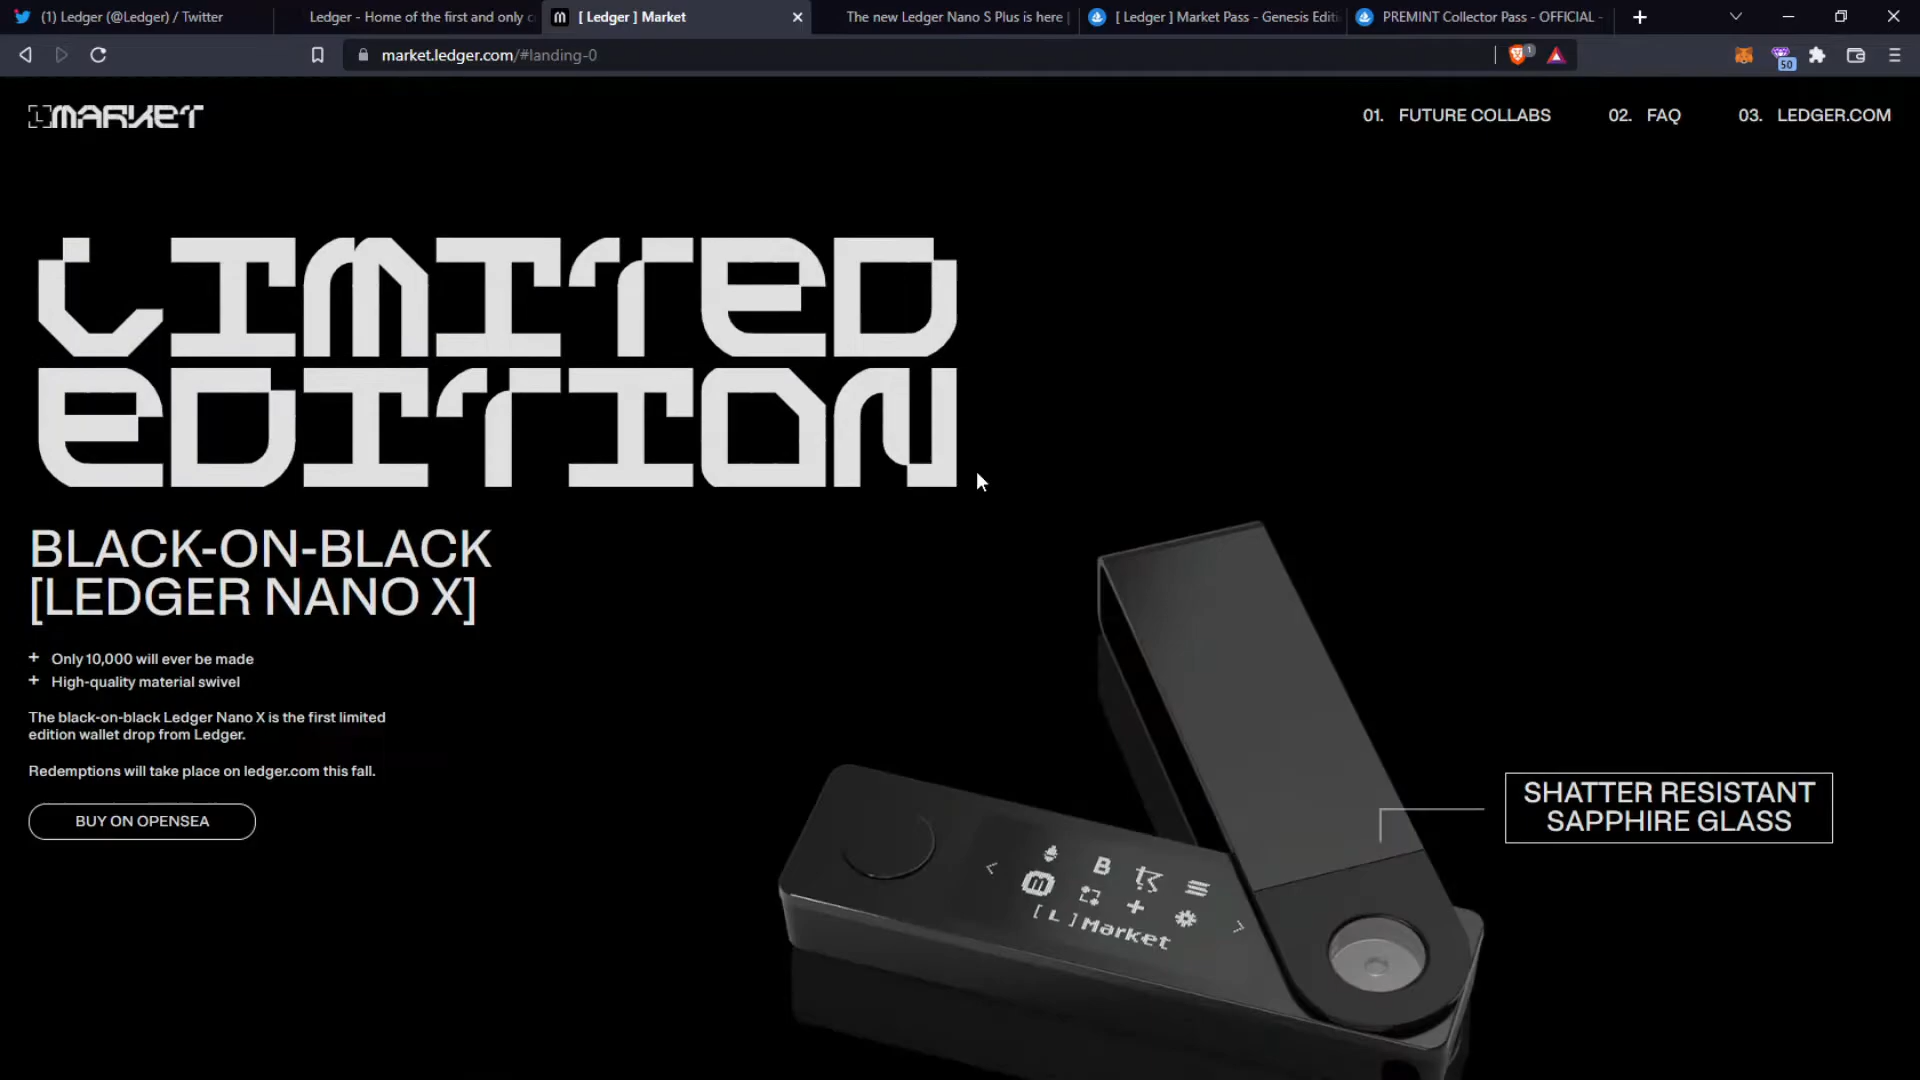 (1) Ledger (@Ledger) / Twitter
Ledger - Home of the first and only
[ Ledger ] Market
The new Ledger Nano S Plus is here |
[ Ledger ] Market Pass - Genesis Editi
PREMINT Collector Pass - OFFICIAL -
market.ledger.com/#landing-0
1
50
[L]MARKET
01. FUTURE COLLABS
02. FAQ
03. LEDGER.COM
LIMITED
EDITION
BLACK-ON-BLACK
[LEDGER NANO X]
+ Only 10,000 will ever be made
+ High-quality material swivel
The black-on-black Ledger Nano X is the first limited
edition wallet drop from Ledger.
Redemptions will take place on ledger.com this fall.
BUY ON OPENSEA
SHATTER RESISTANT
SAPPHIRE GLASS
[ L ] Market